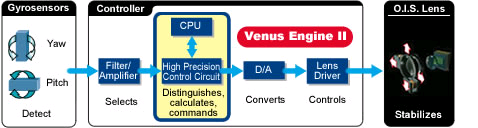 Gyrosensors
Yaw
Pitch
Detect
Controller
CPU
Venus Engine II
Filter/
Amplifier
High Precision
Control Circuit
D/A
Lens
Driver
Selects
Distinguishes,
calculates,
commands
Converts
Controls
O.I.S. Lens
Stabilizes